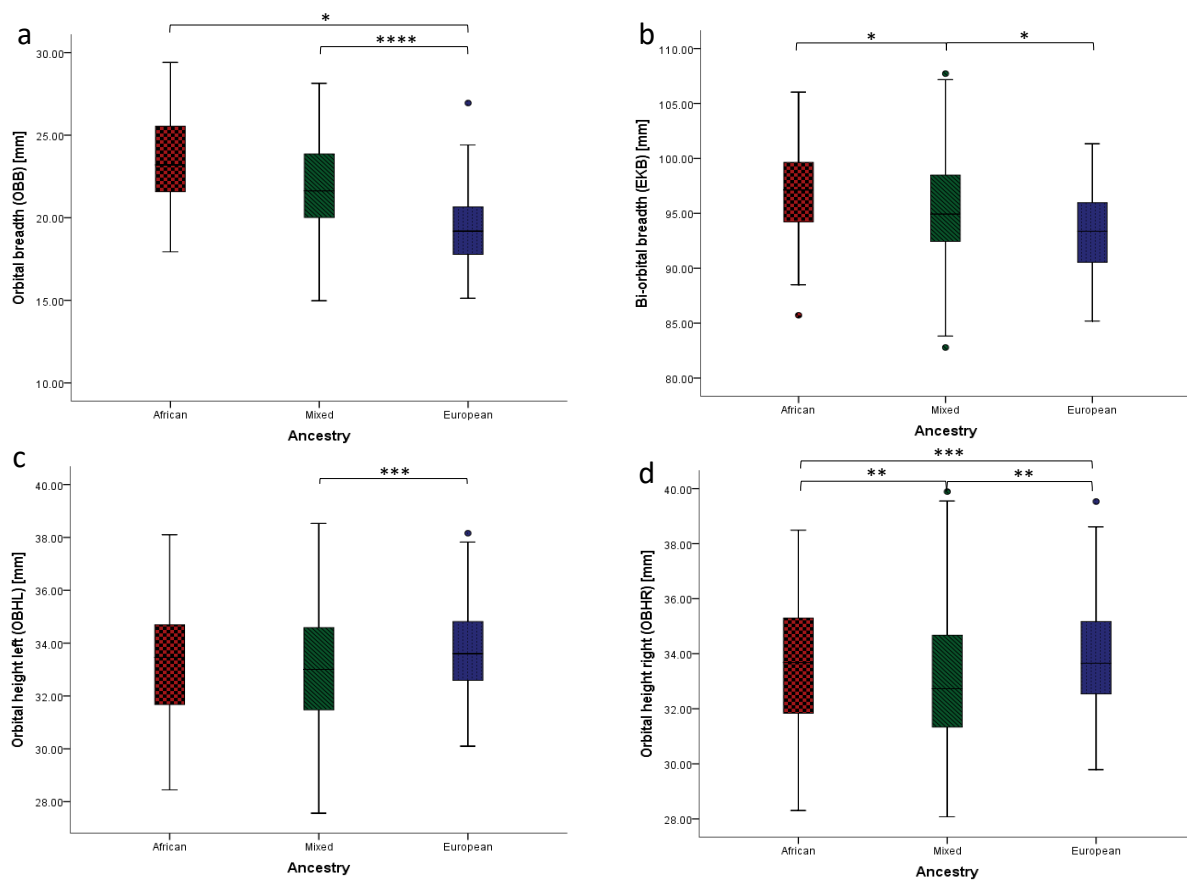 a
*
****
30.00
25.00
20.00
15.00
10.00
Orbital breadth (OBB) [mm]
African Mixed European
Ancestry
b
* *
110.00
105.00
100.00
95.00
90.00
85.00
80.00
Bi-orbital breadth (EKB) [mm]
African Mixed European
Ancestry
c
***
40.00
38.00
36.00
34.00
32.00
30.00
28.00
Orbital height left (OBHL) [mm]
African Mixed European
Ancestry
d
***
** **
40.00
38.00
36.00
34.00
32.00
30.00
28.00
Orbital height right (OBHR) [mm]
African Mixed European
Ancestry